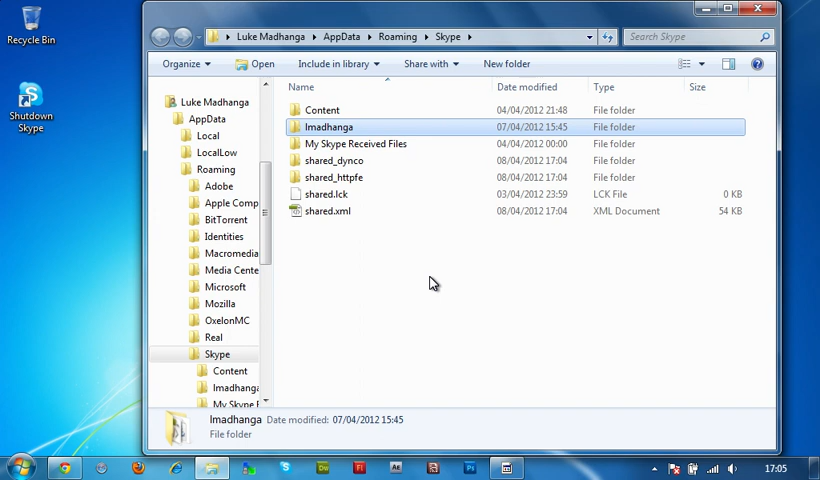 Recycle Bin
Shutdown
Skype
Luke Madhanga
AppData
Roaming
Skype
Search Skype
Organize
Open
Include in library
Share with
New folder
Name
Date modified
Type
Size
Luke Madhanga
AppData
Local
LocalLow
Roaming
Adobe
Apple Comp
BitTorrent
Identities
Macromedia
Media Cente
Microsoft
Mozilla
OxelonMC
Real
Skype
Content
lmadhanga
My Skype F
Content 04/04/2012 21:48 File folder
lmadhanga 07/04/2012 15:45 File folder
My Skype Received Files 04/04/2012 00:00 File folder
shared_dynco 08/04/2012 17:04 File folder
shared_httpfe 08/04/2012 17:04 File folder
shared.lck 03/04/2012 23:59 LCK File 0 KB
shared.xml 08/04/2012 17:04 XML Document 54 KB
lmadhanga Date modified: 07/04/2012 15:45
File folder
Dw
Fl
Ae
Ps
17:05